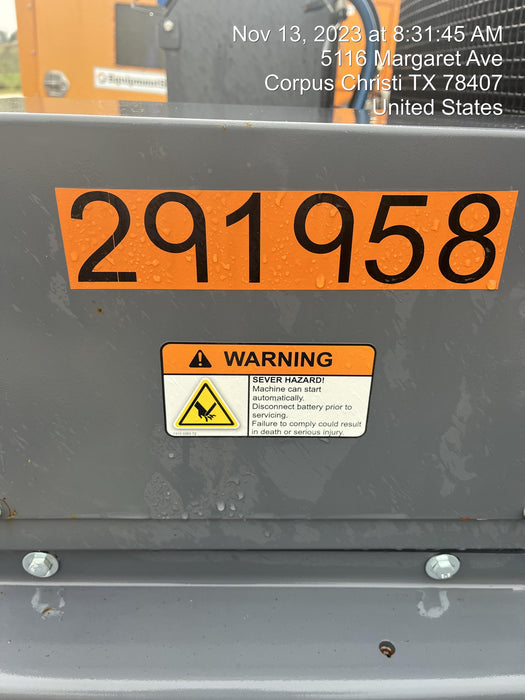 Nov 13, 2023 at 8:31:45 AM
5116 Margaret Ave
Corpus Christi TX 78407
United States
291958
WARNING
SEVER HAZARD!
Machine can start
automatically.
Disconnect battery prior to
servicing.
Failure to comply could result
in death or serious injury.